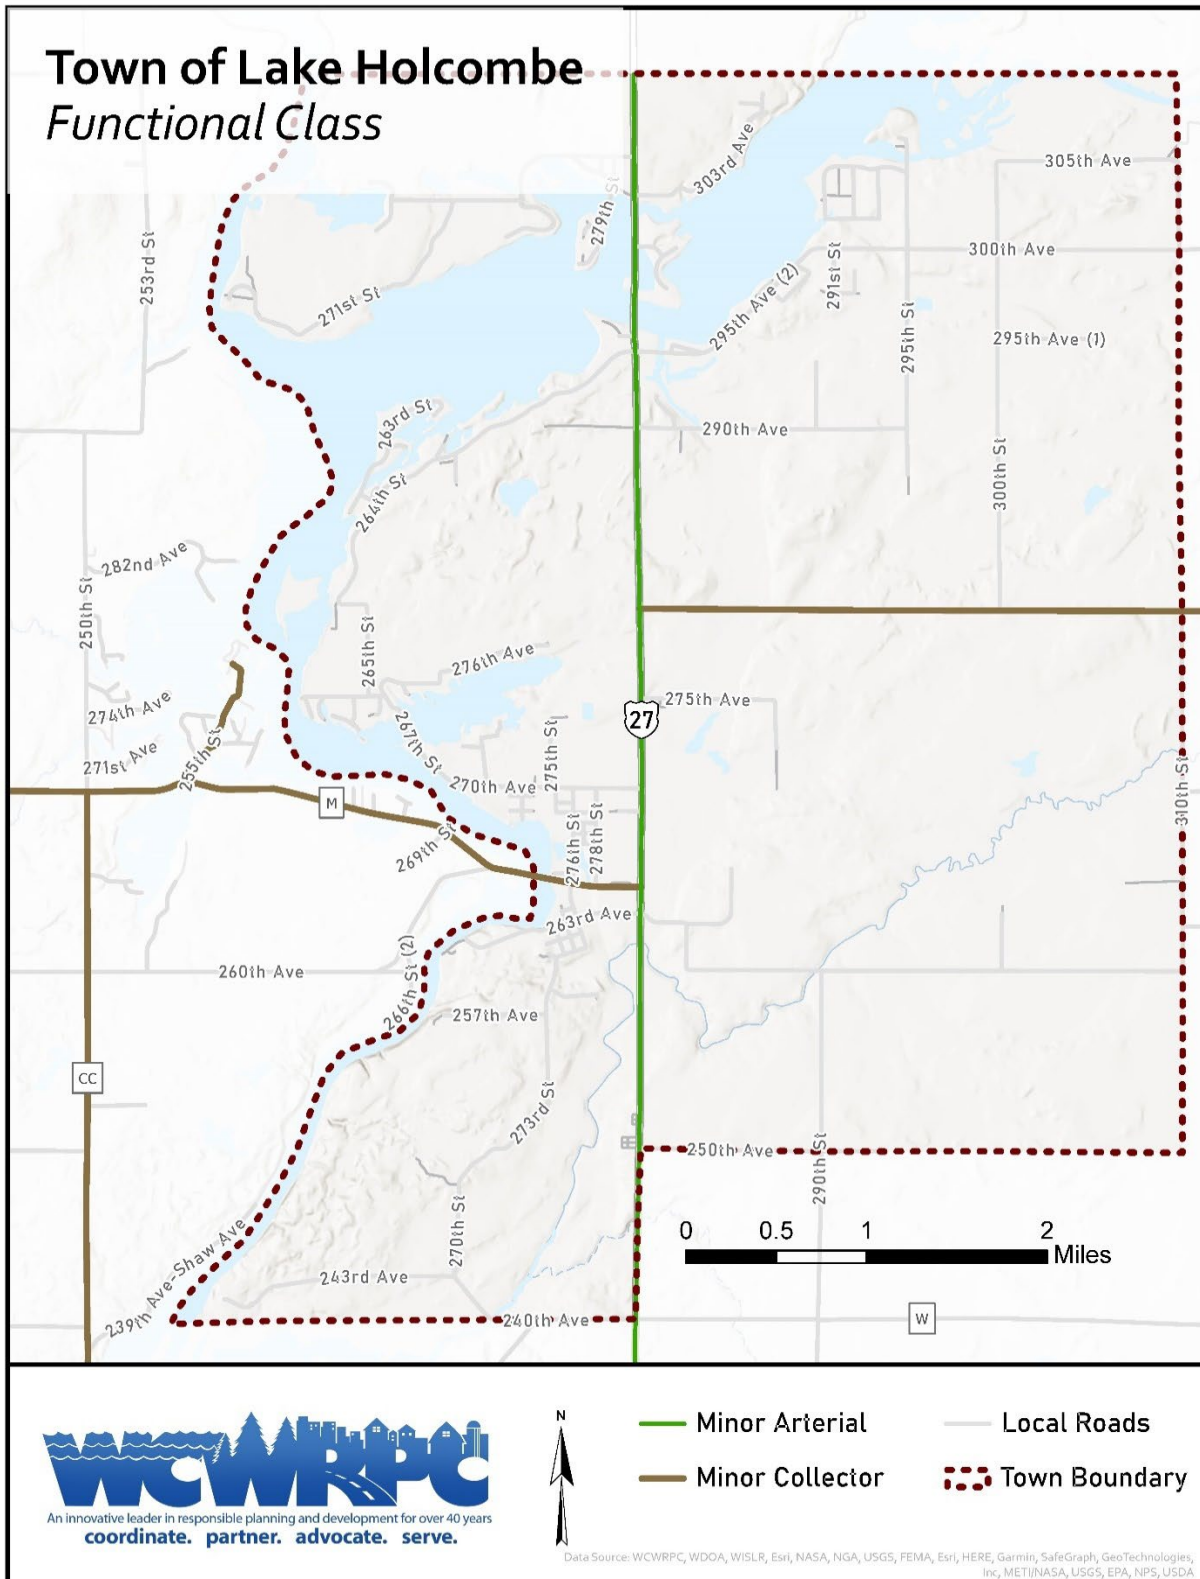 Town of Lake Holcombe
Functional Class
303rd Ave
305th Ave
279th St
253rd St
300th Ave
271st St
295th Ave (2)
291st St
295th St
295th Ave (1)
263rd St
290th Ave
300th St
264th St
282nd Ave
250th St
265th St
276th Ave
274th Ave
275th Ave
27
267th St
271st Ave
255th St
275th St
270th Ave
310th St
M
269th St
276th St
278th St
263rd Ave
266th St (2)
260th Ave
257th Ave
CC
273rd St
250th Ave
290th St
270th St
239th Ave-Shaw Ave
243rd Ave
240th Ave
W
0 0.5 1 2
Miles
WCWRPC
An innovative leader in responsible planning and development for over 40 years
coordinate. partner. advocate. serve.
N
Minor Arterial
Local Roads
Minor Collector
Town Boundary
Data Source: WCWRPC, WDOA, WISLR, Esri, NASA, NGA, USGS, FEMA, Esri, HERE, Garmin, SafeGraph, GeoTechnologies,
Inc, METI/NASA, USGS, EPA, NPS, USDA